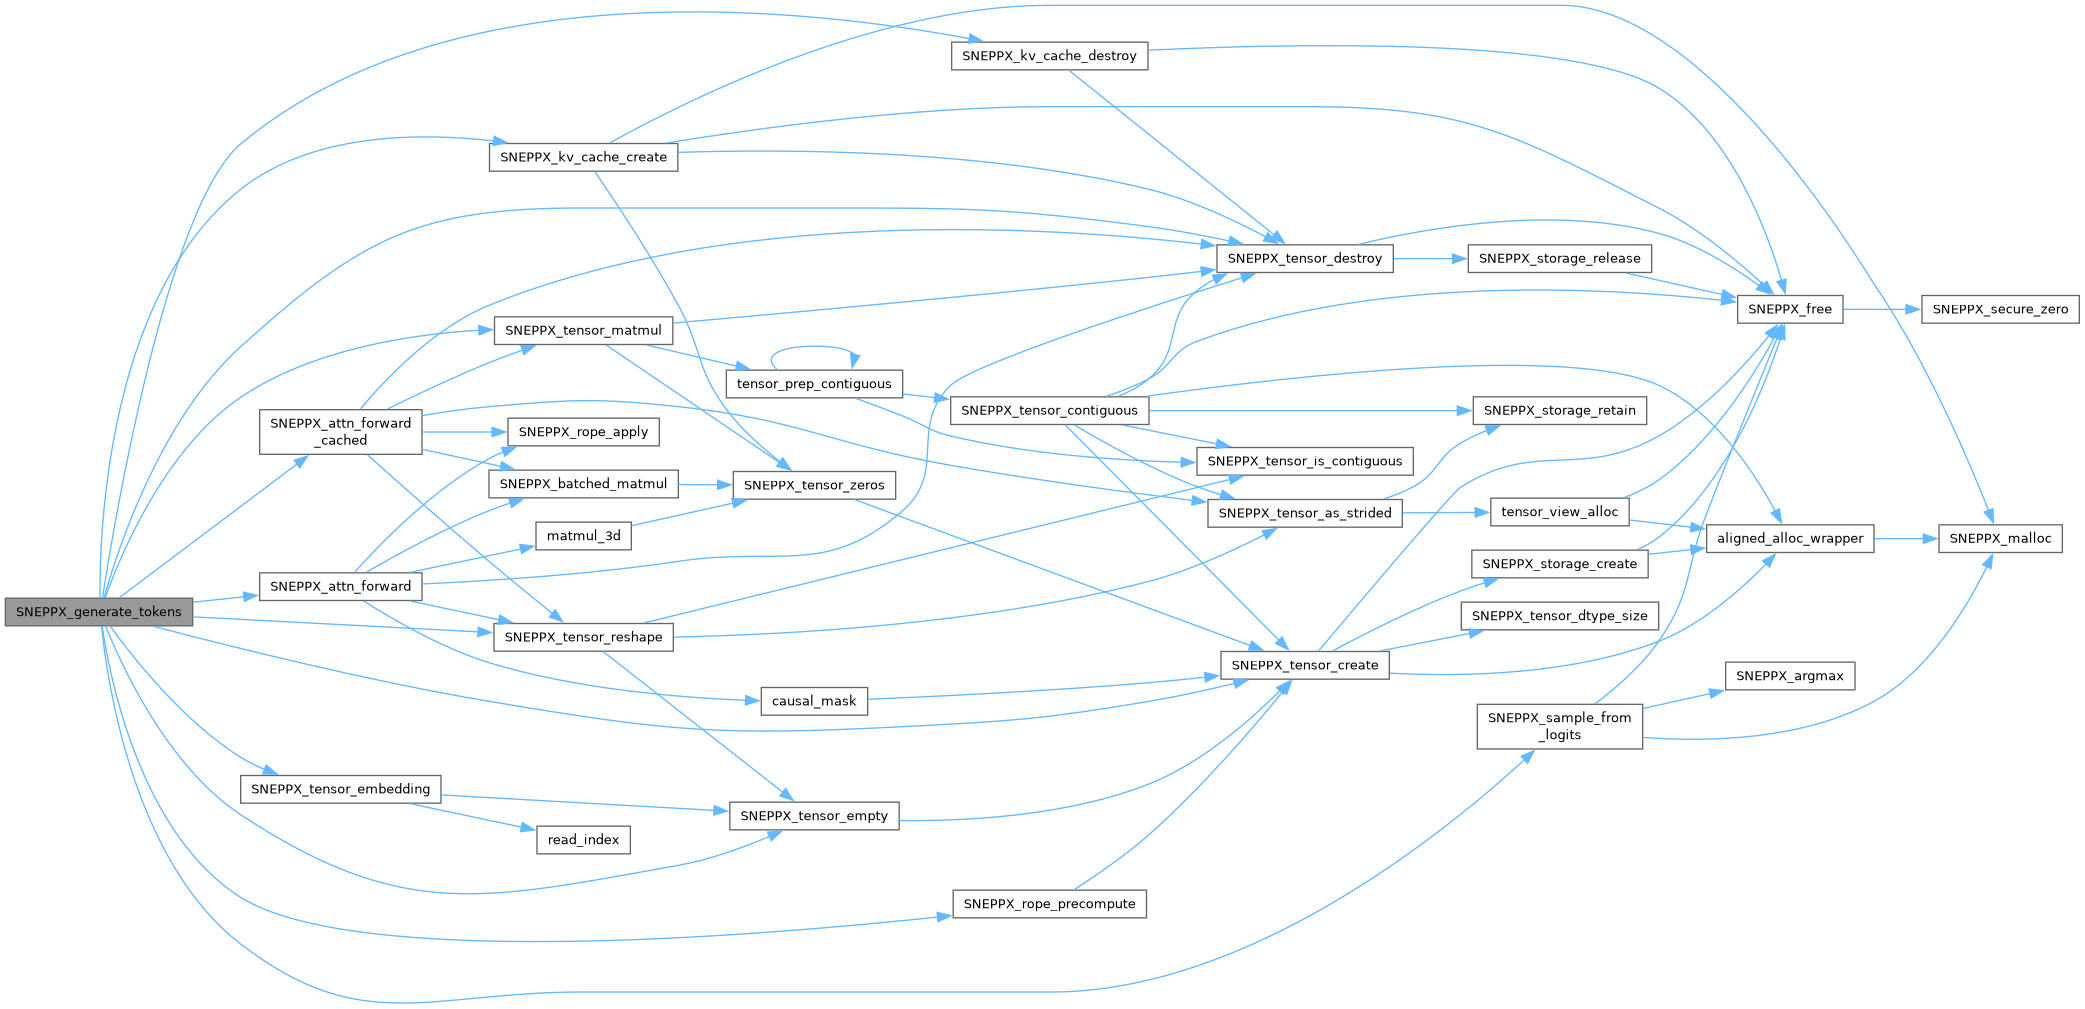 SNEPPX_kv_cache_destroy
SNEPPX_kv_cache_create
SNEPPX_tensor_destroy
SNEPPX_storage_release
SNEPPX_free
SNEPPX_secure_zero
SNEPPX_tensor_matmul
tensor_prep_contiguous
SNEPPX_tensor_contiguous
SNEPPX_storage_retain
SNEPPX_attn_forward
_cached
SNEPPX_rope_apply
SNEPPX_tensor_is_contiguous
SNEPPX_batched_matmul
SNEPPX_tensor_zeros
SNEPPX_tensor_as_strided
tensor_view_alloc
matmul_3d
aligned_alloc_wrapper
SNEPPX_malloc
SNEPPX_storage_create
SNEPPX_attn_forward
SNEPPX_generate_tokens
SNEPPX_tensor_dtype_size
SNEPPX_tensor_reshape
SNEPPX_tensor_create
SNEPPX_argmax
causal_mask
SNEPPX_sample_from
_logits
SNEPPX_tensor_embedding
SNEPPX_tensor_empty
read_index
SNEPPX_rope_precompute